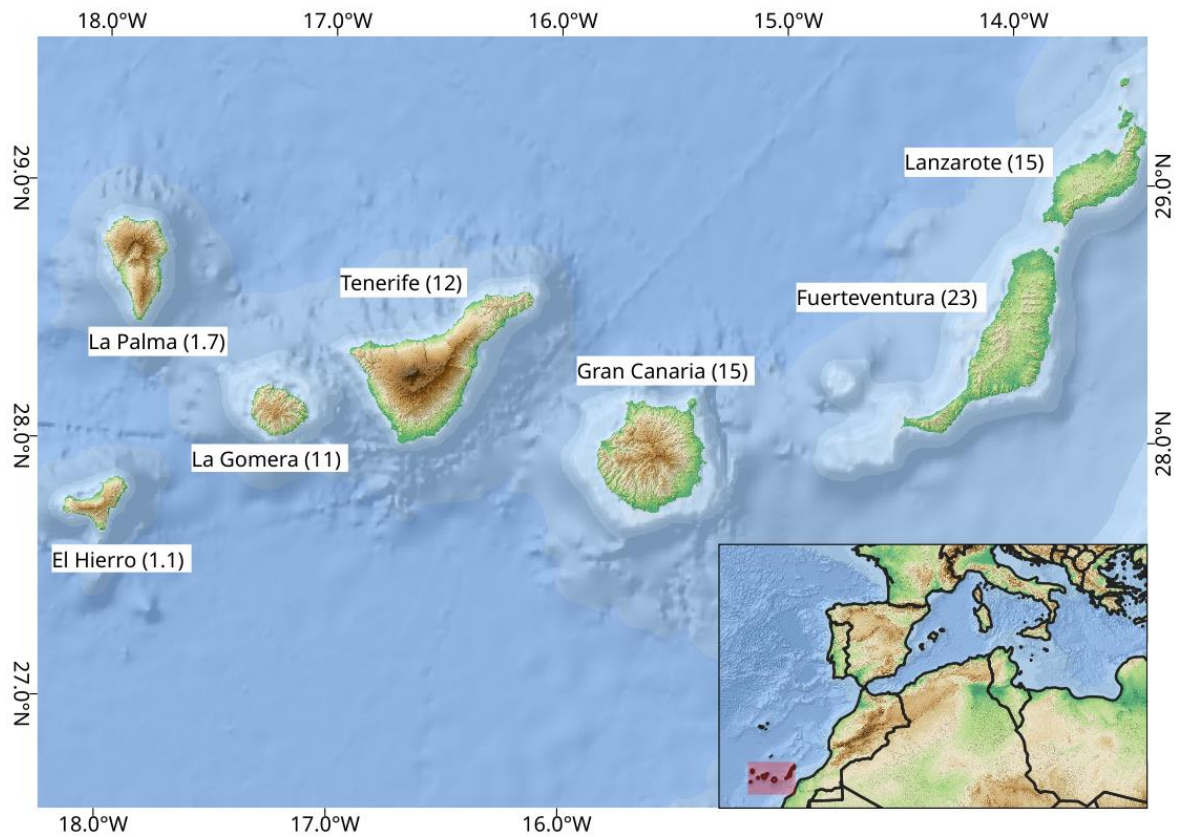 18.0°W 17.0°W 16.0°W 15.0°W 14.0°W
29.0°N
Lanzarote (15)
29.0°N
Tenerife (12)
Fuerteventura (23)
La Palma (1.7)
Gran Canaria (15)
28.0°N
La Gomera (11)
28.0°N
El Hierro (1.1)
27.0°N
18.0°W 17.0°W 16.0°W